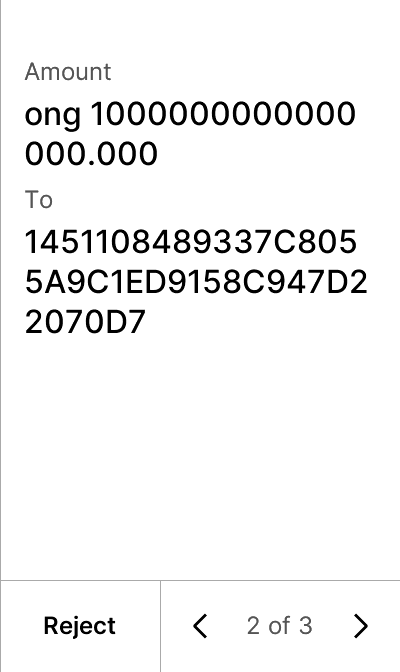 Amount
ong 1000000000000
000.000
To
1451108489337C805
5A9C1ED9158C947D2
2070D7
Reject
2 of 3